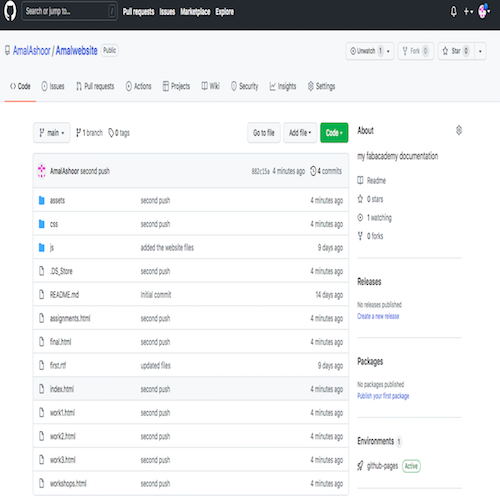 Search or jump to... / Pull requests Issues Marketplace Explore
AmalAshoor / Amalwebsite Public Unwatch 1 Fork 0 Star 0
Code Issues Pull requests Actions Projects Wiki Security Insights Settings
main 1 branch 0 tags Go to file Add file Code
AmalAshoor second push 882c15a 4 minutes ago 4 commits
assets second push 4 minutes ago
css second push 4 minutes ago
js added the website files 9 days ago
.DS_Store second push 4 minutes ago
README.md Initial commit 14 days ago
assignments.html second push 4 minutes ago
final.html second push 4 minutes ago
first.rtf updated files 9 days ago
index.html second push 4 minutes ago
work1.html second push 4 minutes ago
work2.html second push 4 minutes ago
work3.html second push 4 minutes ago
workshops.html second push 4 minutes ago
About
my fabacademy documentation
Readme
0 stars
1 watching
0 forks
Releases
No releases published
Create a new release
Packages
No packages published
Publish your first package
Environments 1
github-pages Active